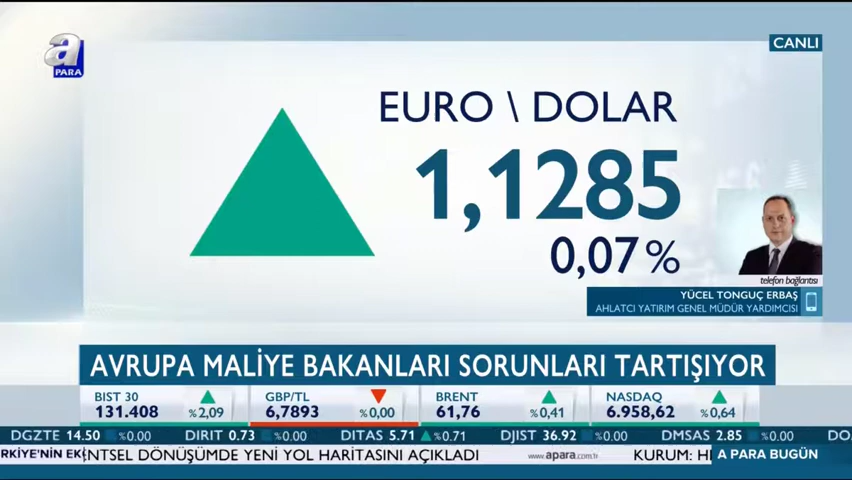 a
PARA
CANLI
EURO \ DOLAR
1,1285
0,07 %
telefon bağlantısı
YÜCEL TONGUÇ ERBAŞ
AHLATCI YATIRIM GENEL MÜDÜR YARDIMCISI
AVRUPA MALİYE BAKANLARI SORUNLARI TARTIŞIYOR
BIST 30 GBP/TL BRENT NASDAQ
131.408 %2,09 6,7893 %0,00 61,76 %0,41 6.958,62 %0,64
DGZTE 14.50 %0.00 DIRIT 0.73 %0.00 DITAS 5.71 %0.71 DJIST 36.92 %0.00 DMSAS 2.85 %0.00 DO
RKİYE'NİN EK ENTSEL DÖNÜŞÜMDE YENİ YOL HARİTASINI AÇIKLADI www.apara.com.tr KURUM: H A PARA BUGÜN